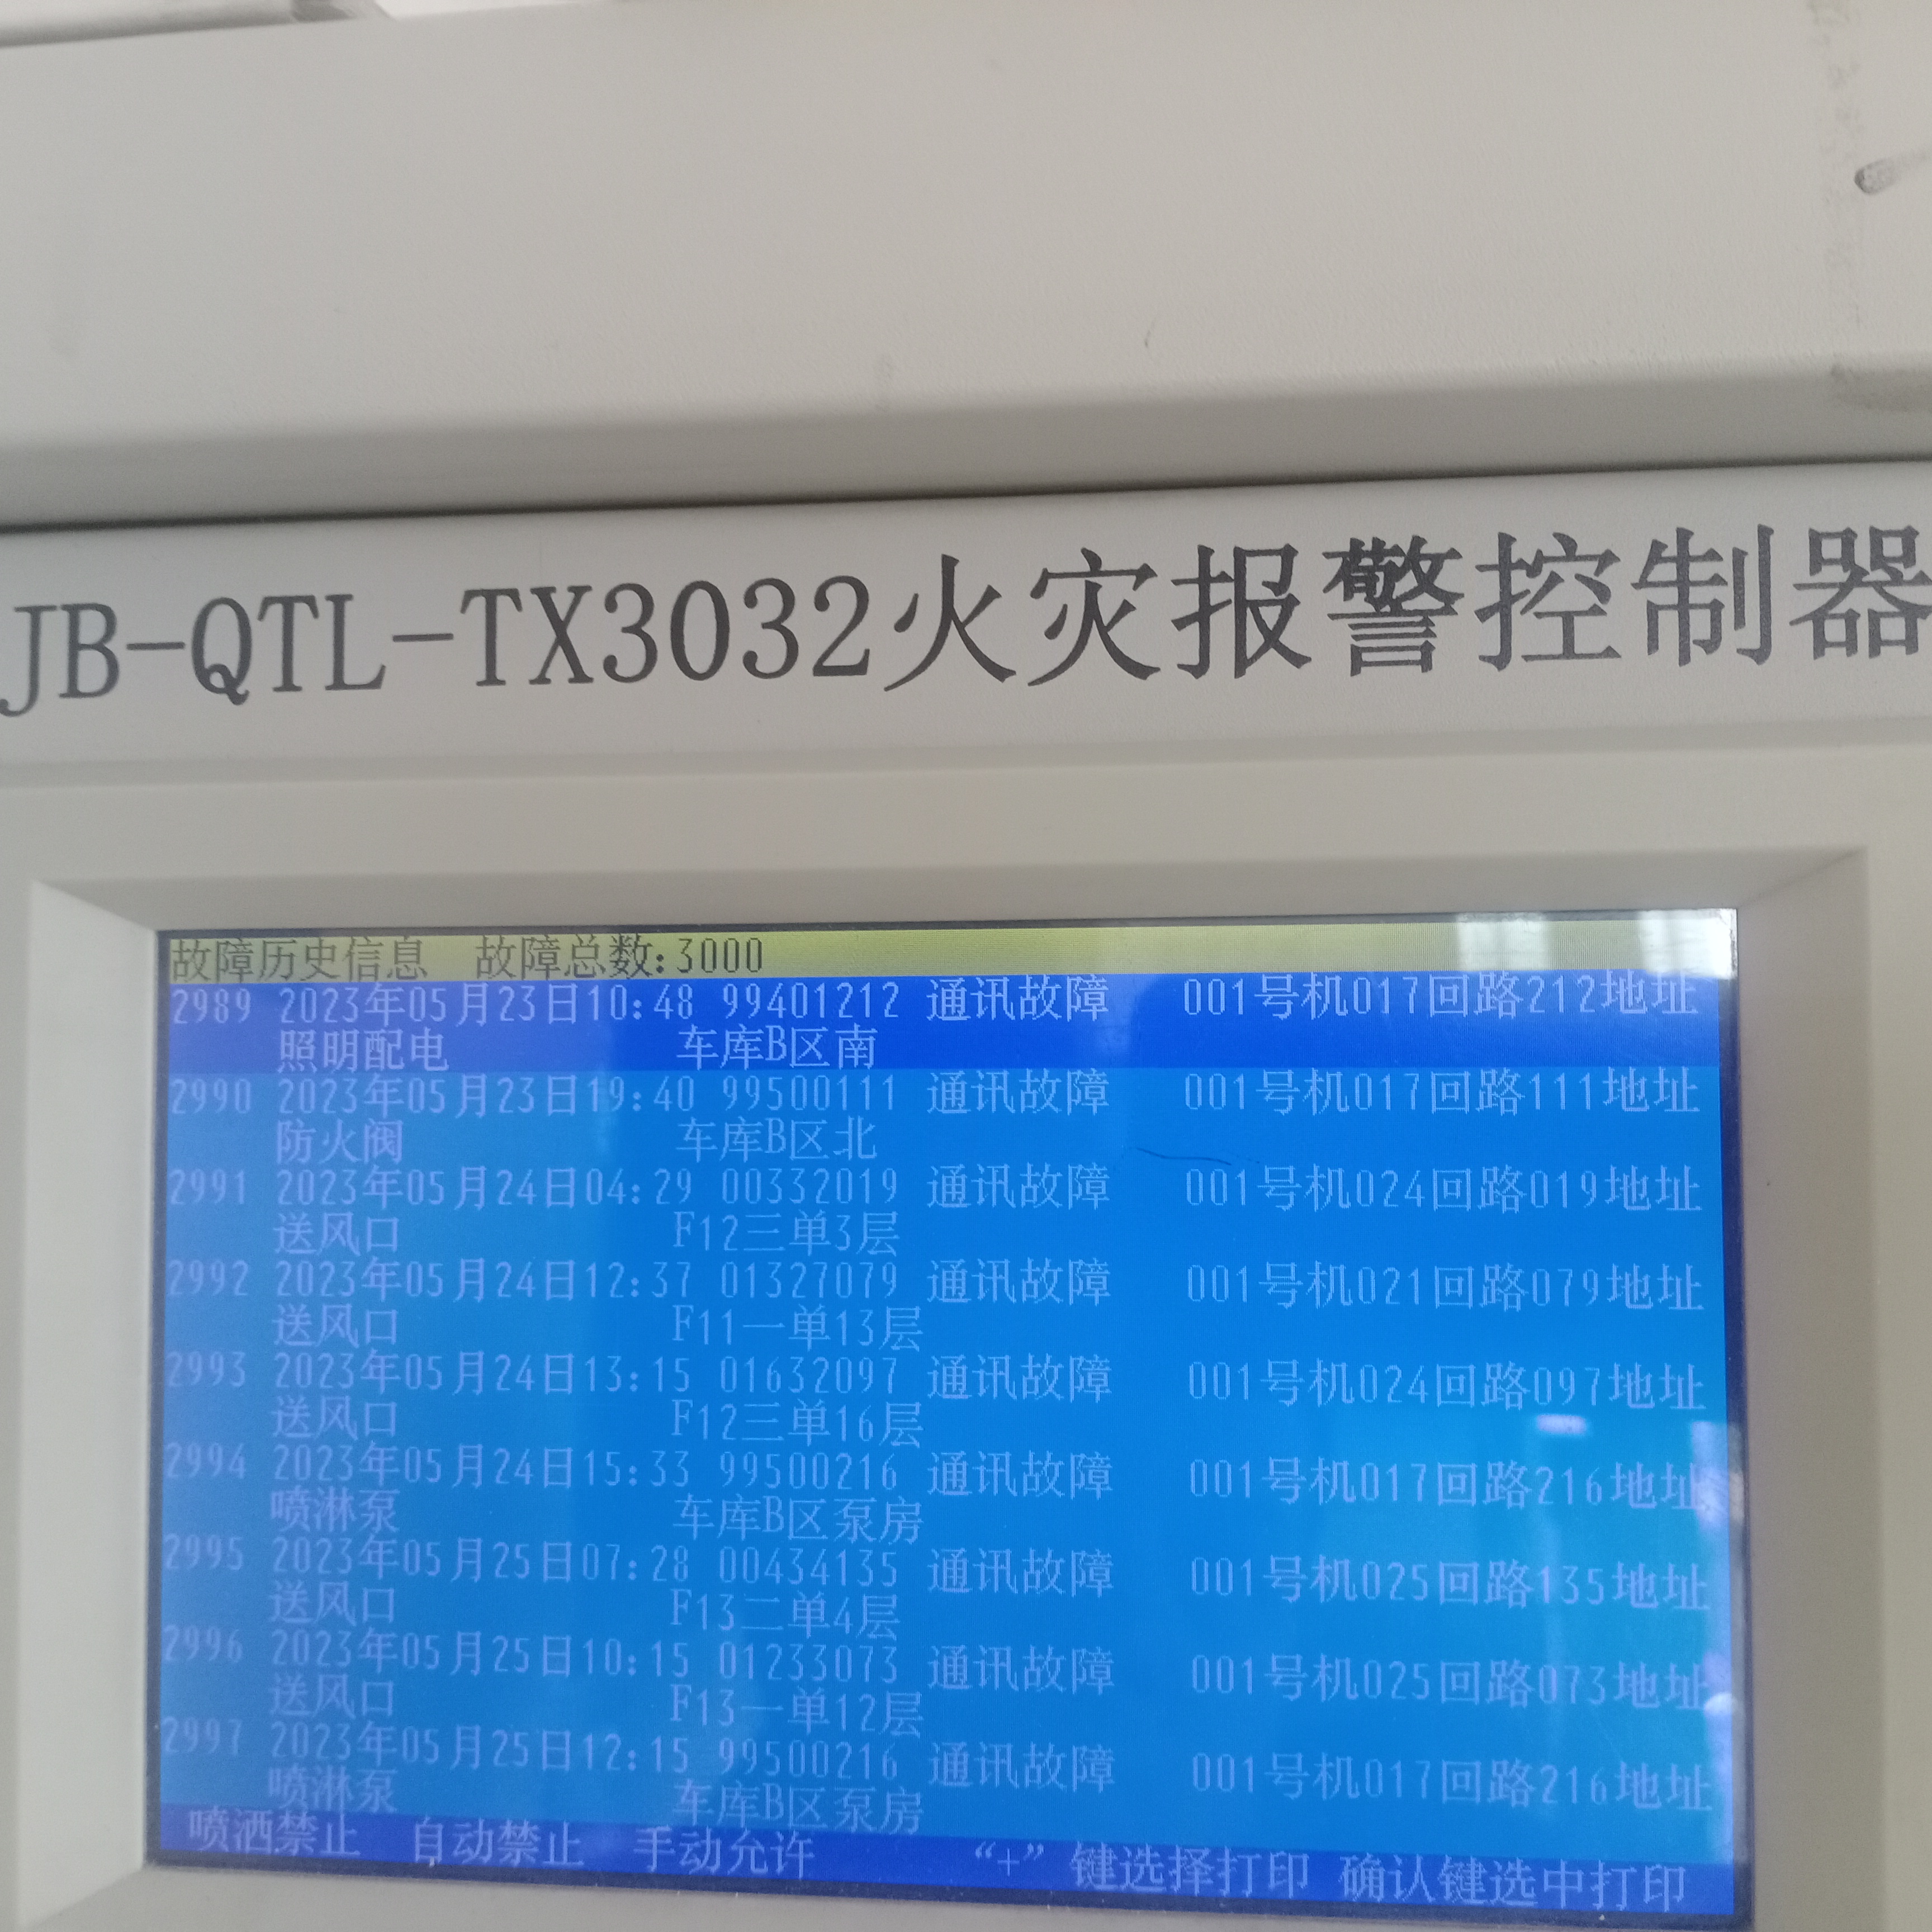 JB-QTL-TX3032火灾报警控制器
故障历史信息 故障总数:3000
2989 2023年05月23日10:48 99401212 通讯故障 001号机017回路212地址
照明配电 车库B区南
2990 2023年05月23日19:40 99500111 通讯故障 001号机017回路111地址
防火阀 车库B区北
2991 2023年05月24日04:29 00332019 通讯故障 001号机024回路019地址
送风口 F12三单3层
2992 2023年05月24日12:37 01327079 通讯故障 001号机021回路079地址
送风口 F11一单13层
2993 2023年05月24日13:15 01632097 通讯故障 001号机024回路097地址
送风口 F12三单16层
2994 2023年05月24日15:33 99500216 通讯故障 001号机017回路216地址
喷淋泵 车库B区泵房
2995 2023年05月25日07:28 00434135 通讯故障 001号机025回路135地址
送风口 F13二单4层
2996 2023年05月25日10:15 01233073 通讯故障 001号机025回路073地址
送风口 F13一单12层
2997 2023年05月25日12:15 99500216 通讯故障 001号机017回路216地址
喷淋泵 车库B区泵房
喷洒禁止 自动禁止 手动允许 “+”键选择打印 确认键选中打印